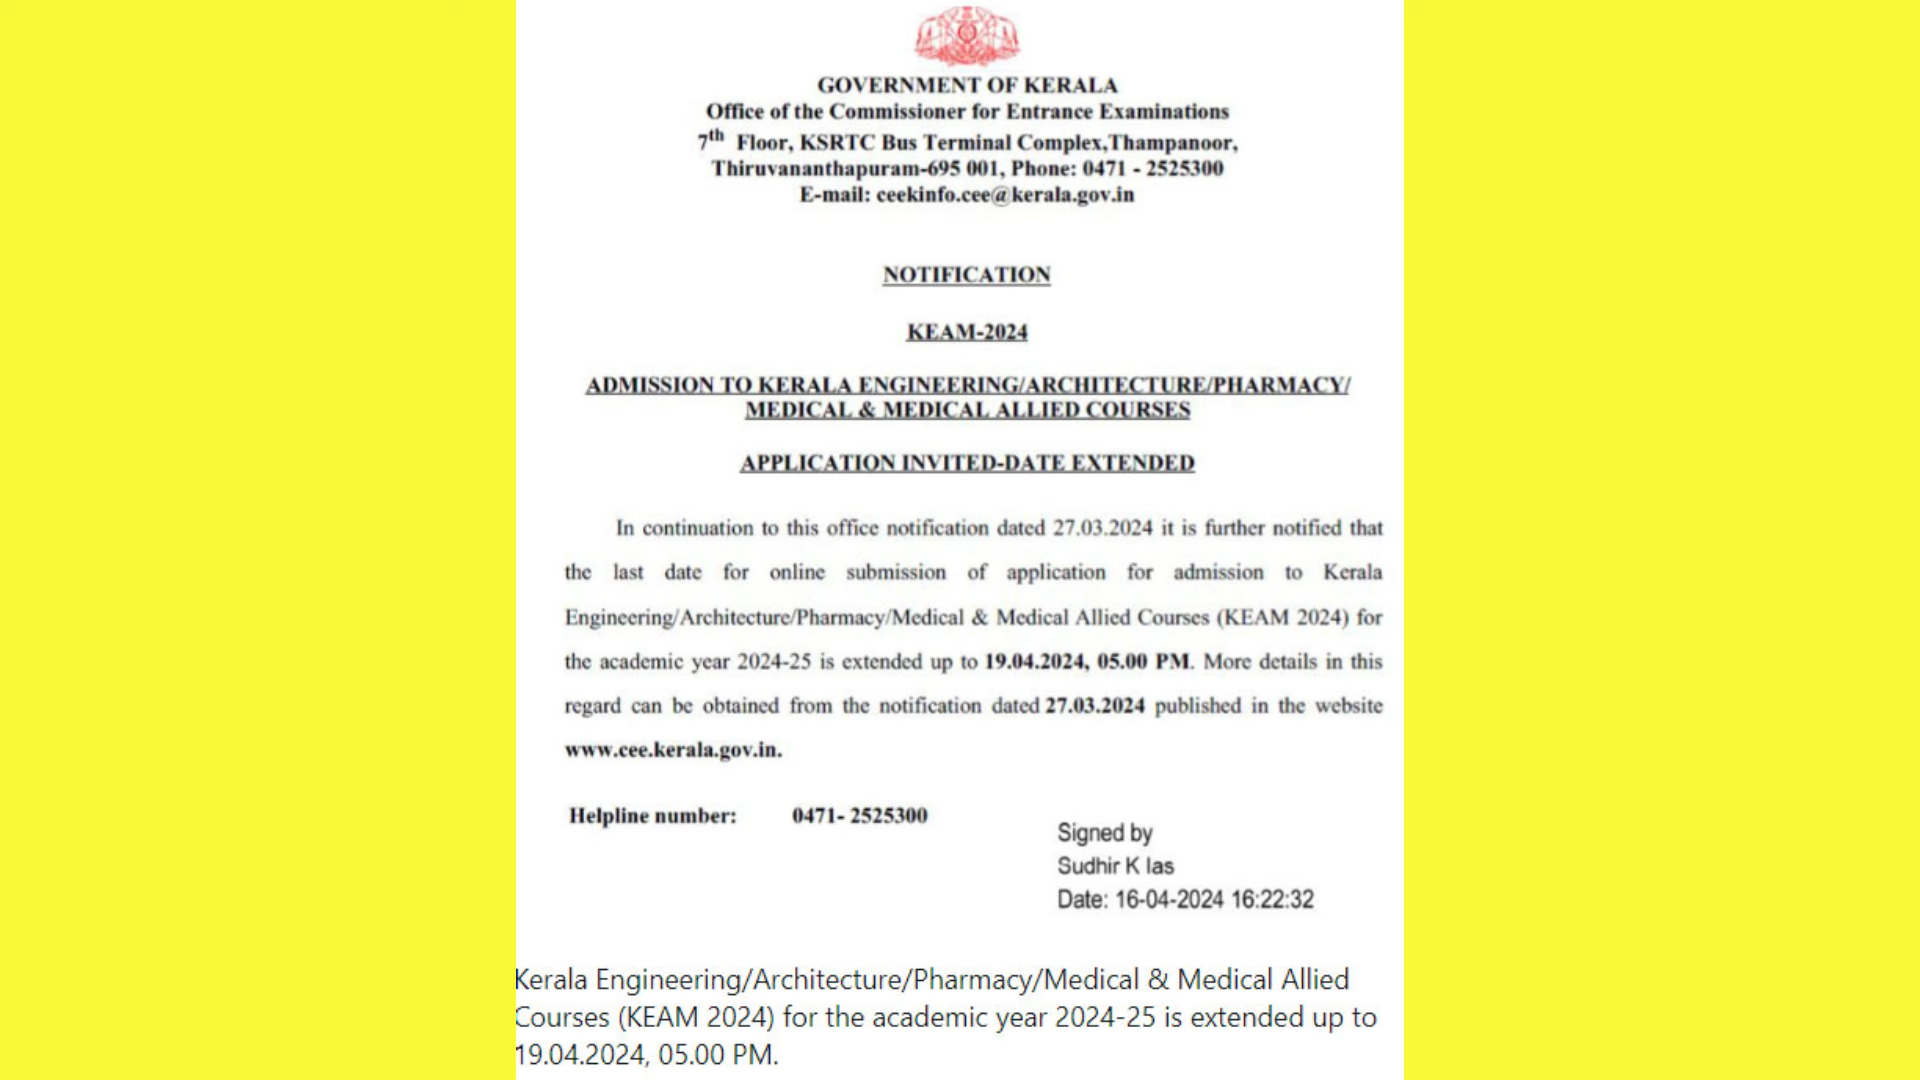 GOVERNMENT OF KERALA
Office of the Commissioner for Entrance Examinations
7th Floor, KSRTC Bus Terminal Complex,Thampanoor,
Thiruvananthapuram-695 001, Phone: 0471 - 2525300
E-mail: ceekinfo.cee@kerala.gov.in
NOTIFICATION
KEAM-2024
ADMISSION TO KERALA ENGINEERING/ARCHITECTURE/PHARMACY/
MEDICAL & MEDICAL ALLIED COURSES
APPLICATION INVITED-DATE EXTENDED
In continuation to this office notification dated 27.03.2024 it is further notified that
the last date for online submission of application for admission to Kerala
Engineering/Architecture/Pharmacy/Medical & Medical Allied Courses (KEAM 2024) for
the academic year 2024-25 is extended up to 19.04.2024, 05.00 PM. More details in this
regard can be obtained from the notification dated 27.03.2024 published in the website
www.cee.kerala.gov.in.
Helpline number: 0471- 2525300
Signed by
Sudhir K Ias
Date: 16-04-2024 16:22:32
Kerala Engineering/Architecture/Pharmacy/Medical & Medical Allied
Courses (KEAM 2024) for the academic year 2024-25 is extended up to
19.04.2024, 05.00 PM.